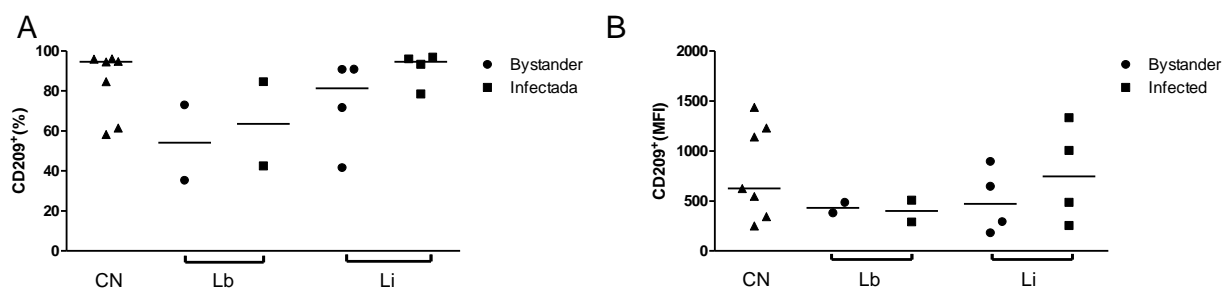 A
CD209+(%)
100
80
60
40
20
0
CN
Lb
Li
Bystander
Infectada
B
CD209+(MFI)
2000
1500
1000
500
0
CN
Lb
Li
Bystander
Infected